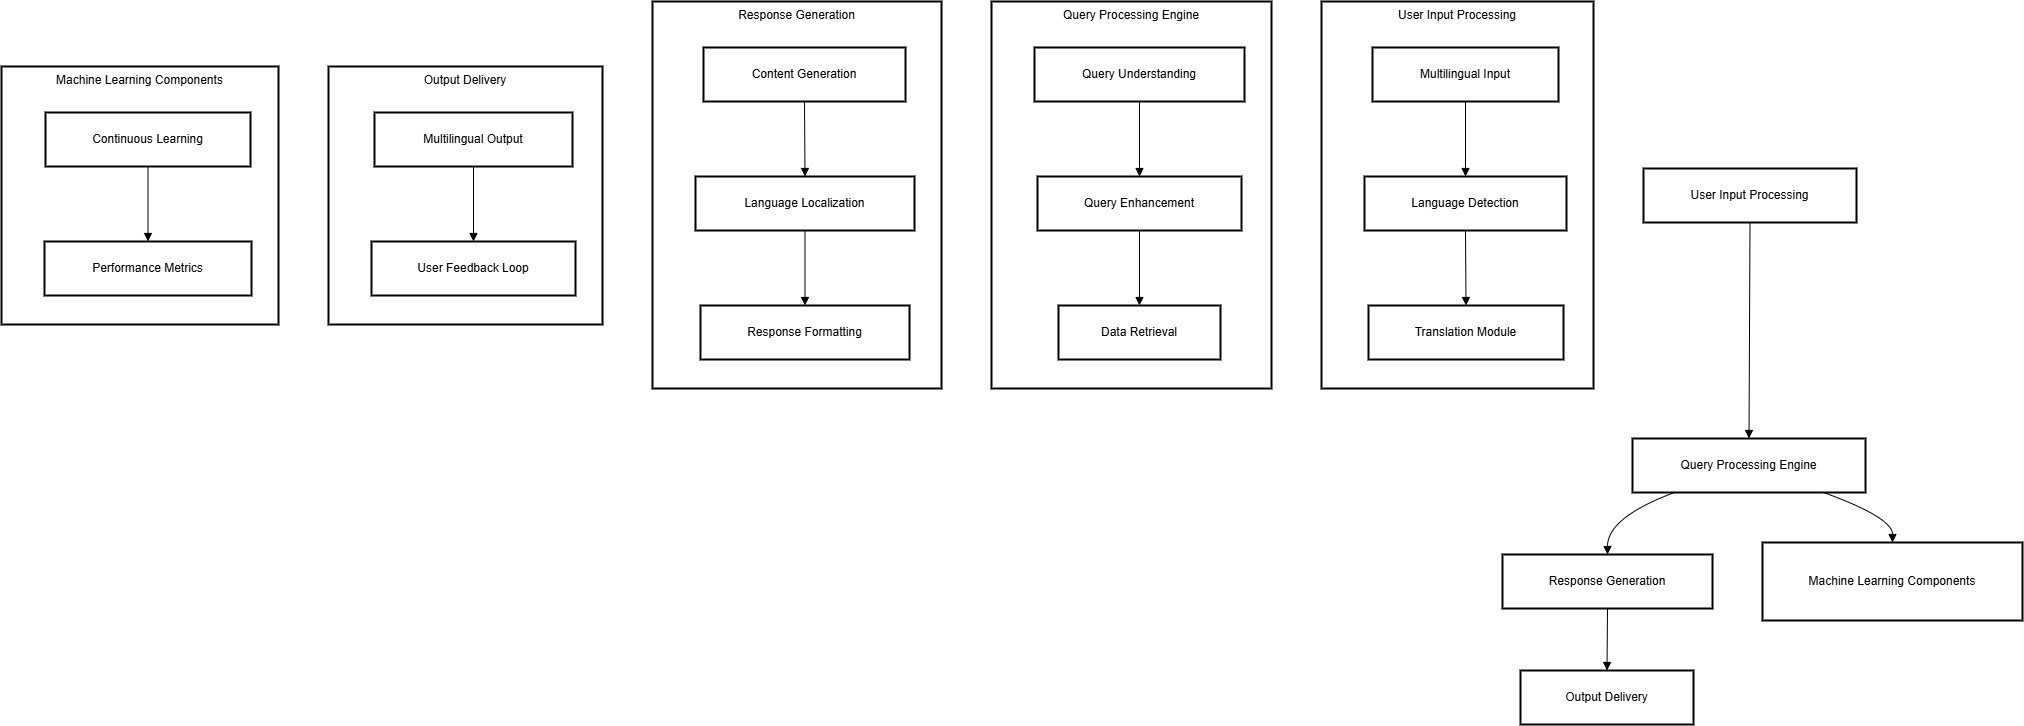 Machine Learning Components
Continuous Learning
Performance Metrics
Output Delivery
Multilingual Output
User Feedback Loop
Response Generation
Content Generation
Language Localization
Response Formatting
Query Processing Engine
Query Understanding
Query Enhancement
Data Retrieval
User Input Processing
Multilingual Input
Language Detection
Translation Module
User Input Processing
Query Processing Engine
Response Generation
Machine Learning Components
Output Delivery